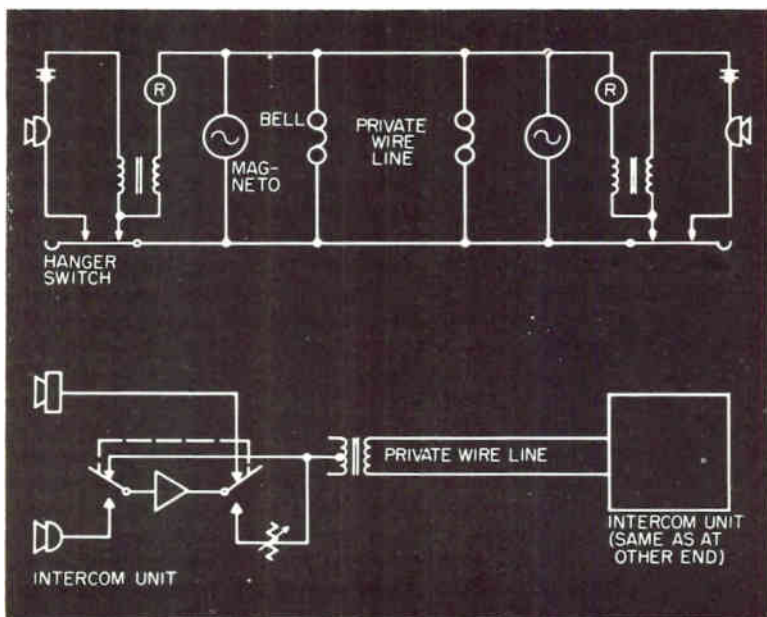 R
R
BELL
PRIVATE
WIRE
LINE
MAG-
NETO
HANGER
SWITCH
PRIVATE WIRE LINE
INTERCOM UNIT
INTERCOM UNIT
(SAME AS AT
OTHER END)